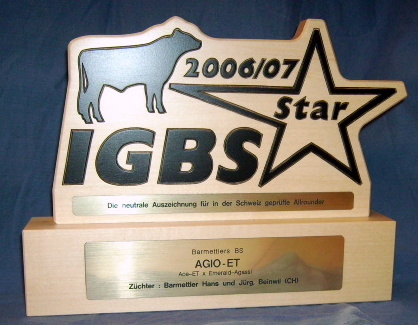 2006/07
Star
IGBS
Die neutrale Auszeichnung für in der Schweiz geprüfte Allrounder
Barmettlers BS
AGIO-ET
Ace-ET x Emerald-Agassi
Züchter : Barmettler Hans und Jürg, Beinwil (CH)